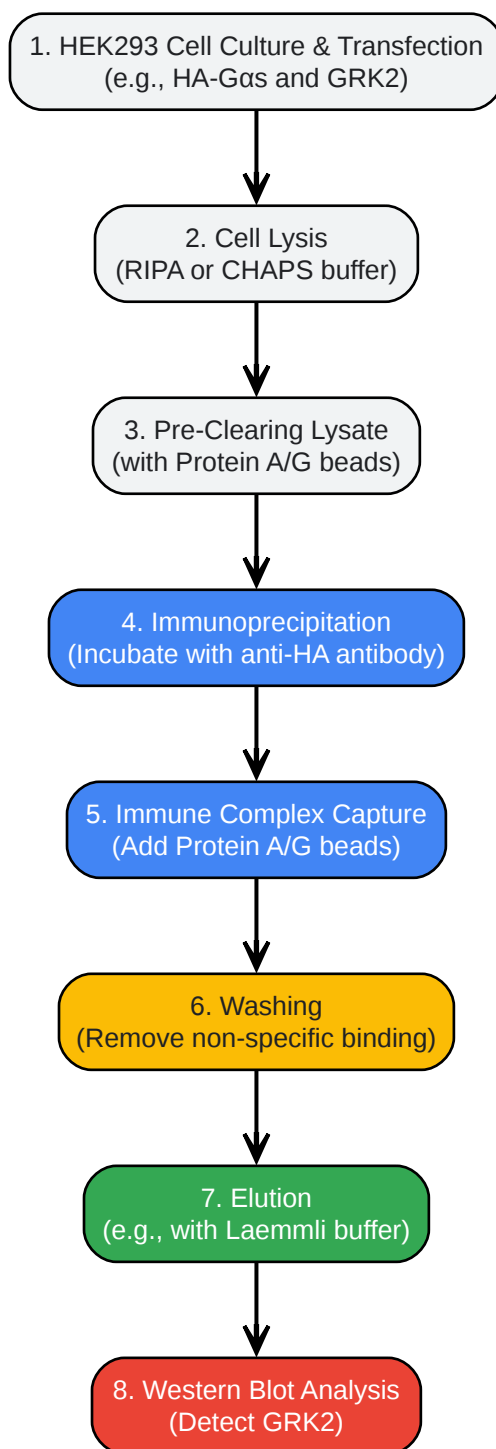 1. HEK293 Cell Culture & Transfection
(e.g., HA-Gαs and GRK2)
2. Cell Lysis
(RIPA or CHAPS buffer)
3. Pre-Clearing Lysate
(with Protein A/G beads)
4. Immunoprecipitation
(Incubate with anti-HA antibody)
5. Immune Complex Capture
(Add Protein A/G beads)
6. Washing
(Remove non-specific binding)
7. Elution
(e.g., with Laemmli buffer)
8. Western Blot Analysis
(Detect GRK2)